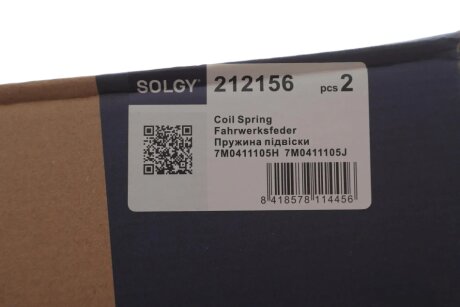 SOLGY 212156 pcs 2
Coil Spring
Fahrwerksfeder
Пружина підвіски
7M0411105H 7M0411105J
8 418578 114456